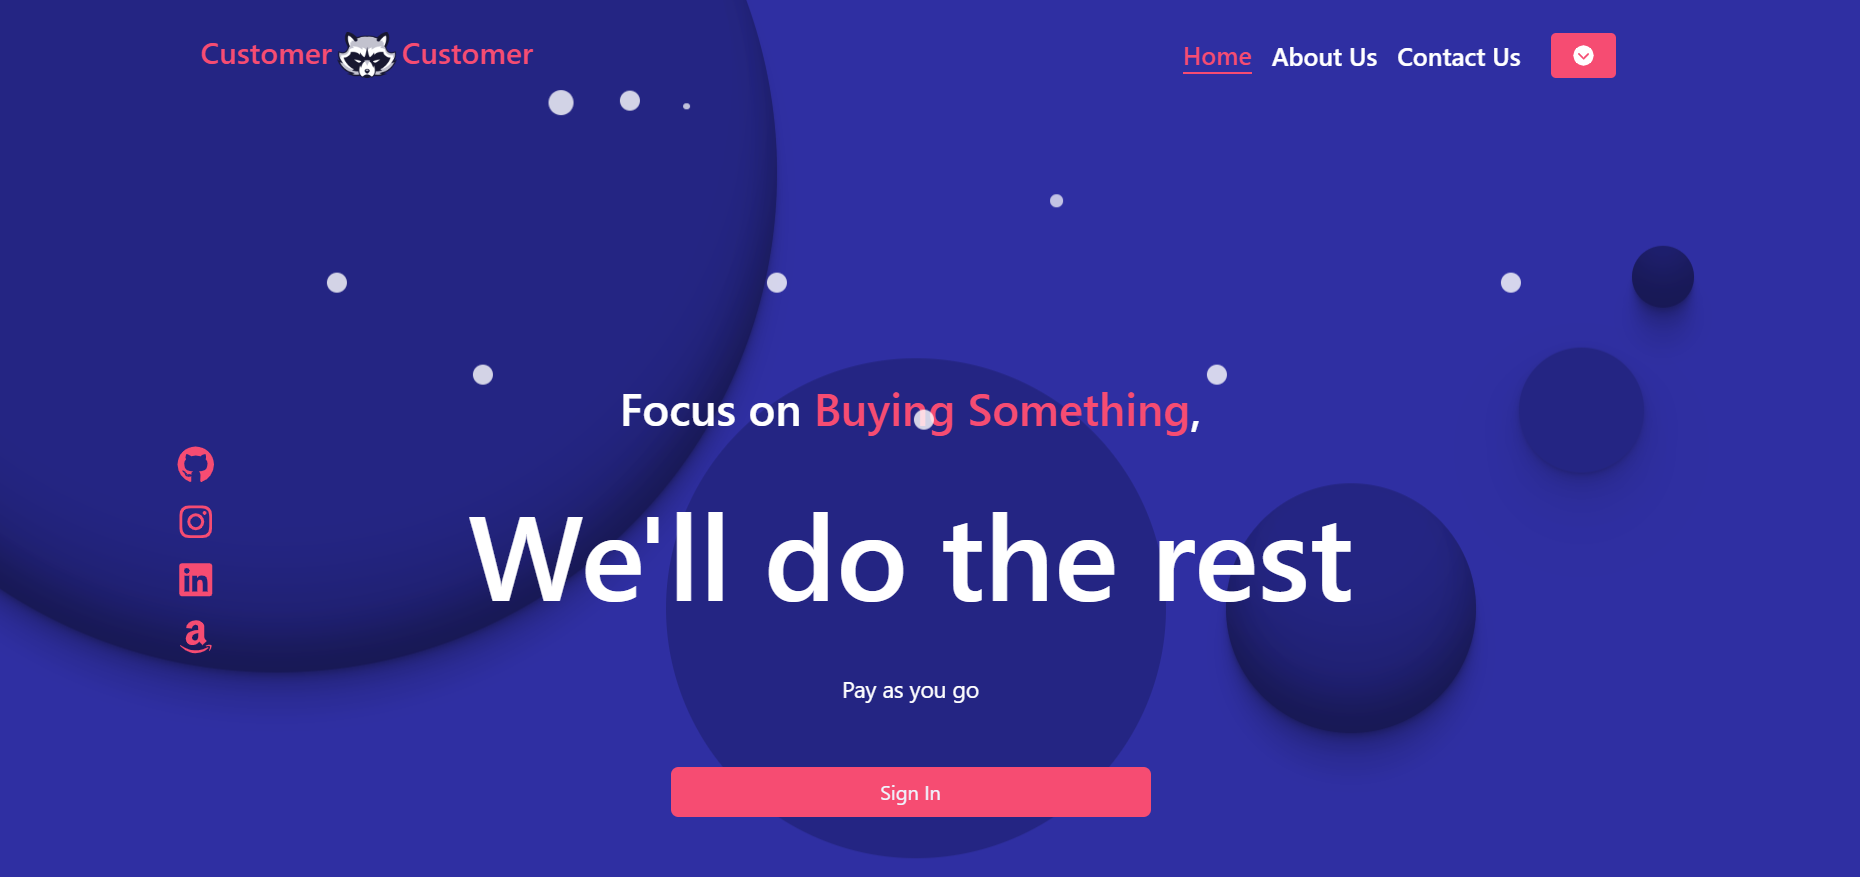 Customer Customer
Home About Us Contact Us
Focus on Buying Something,
We'll do the rest
Pay as you go
Sign In